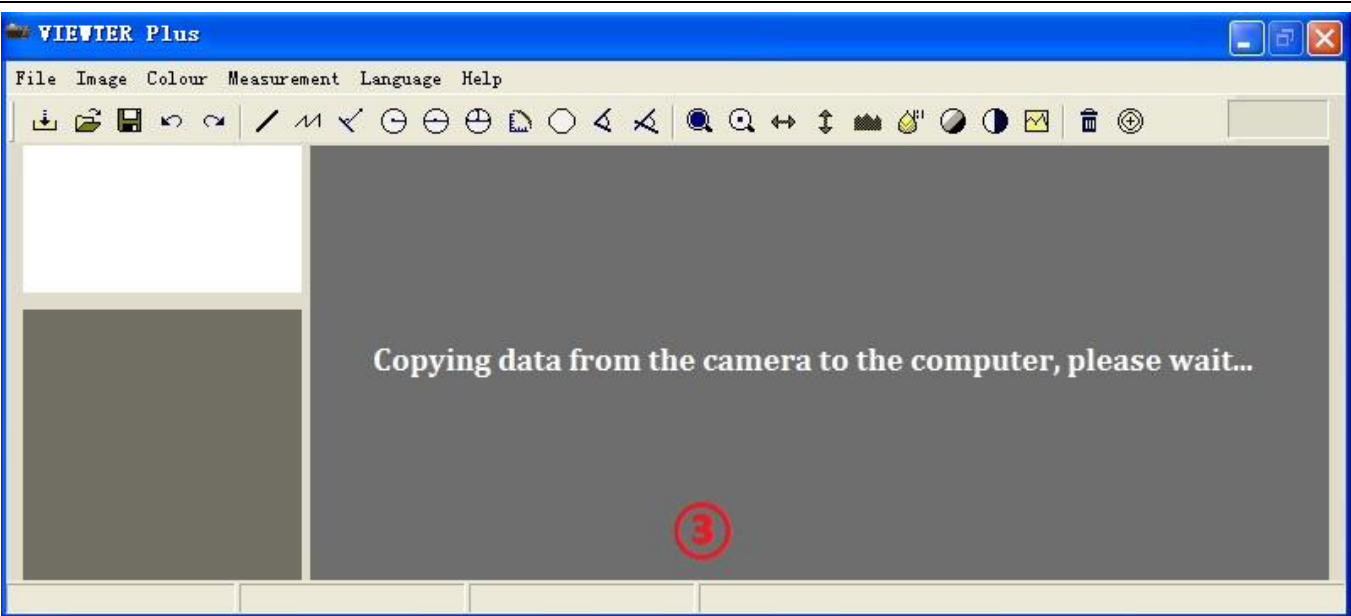 VIEWTER Plus
File Image Colour Measurement Language Help
Copying data from the camera to the computer, please wait...
③